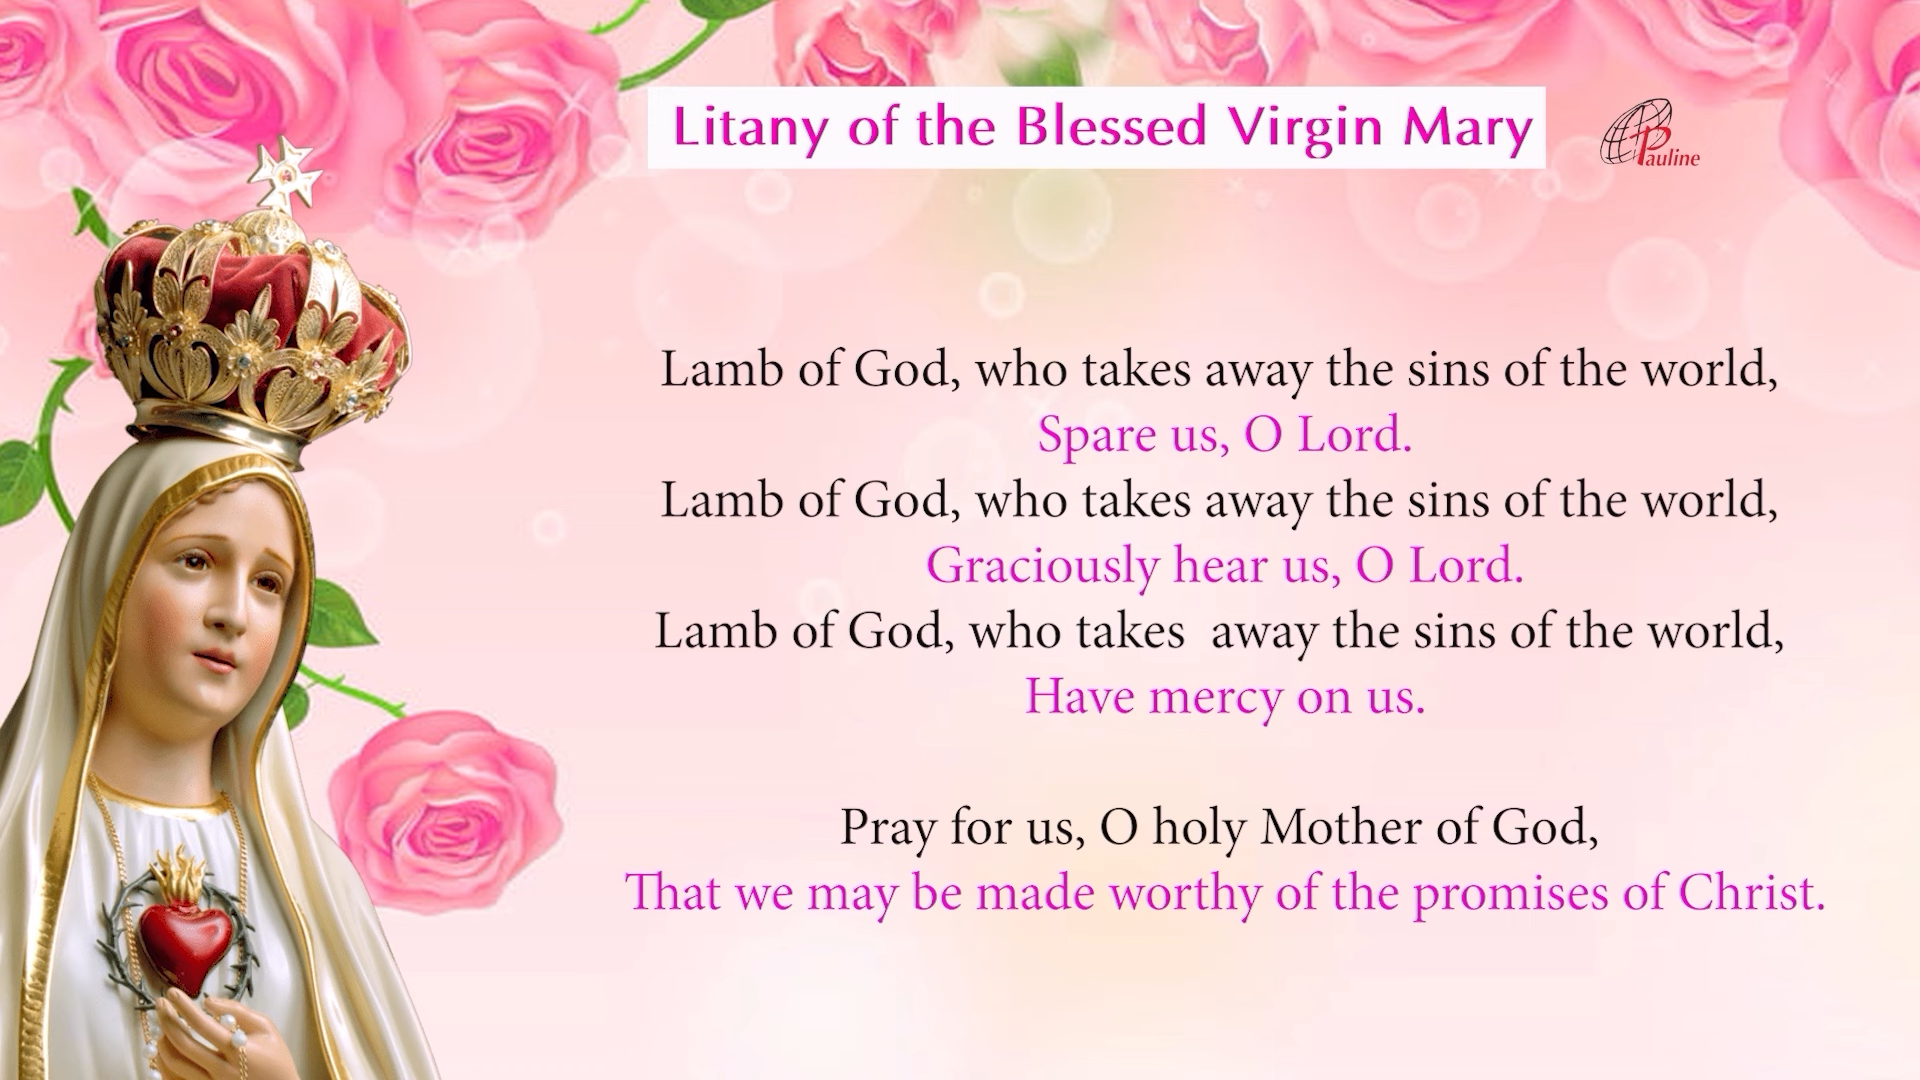 Litany of the Blessed Virgin Mary
Pauline
Lamb of God, who takes away the sins of the world,
Spare us, O Lord.
Lamb of God, who takes away the sins of the world,
Graciously hear us, O Lord.
Lamb of God, who takes  away the sins of the world,
Have mercy on us.
Pray for us, O holy Mother of God,
That we may be made worthy of the promises of Christ.